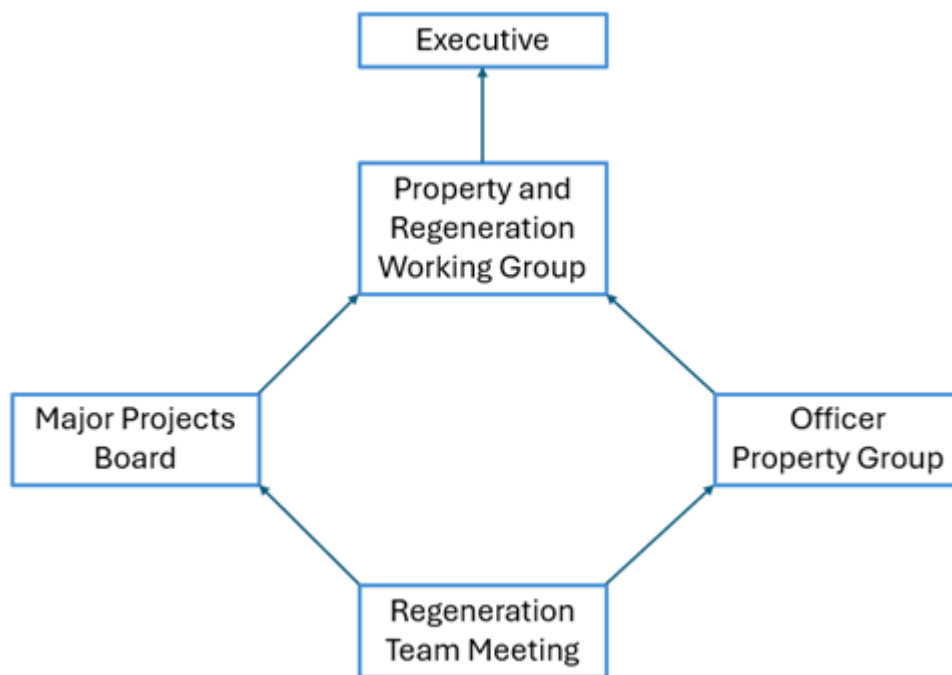 Executive
Property and
Regeneration
Working Group
Major Projects
Board
Officer
Property Group
Regeneration
Team Meeting